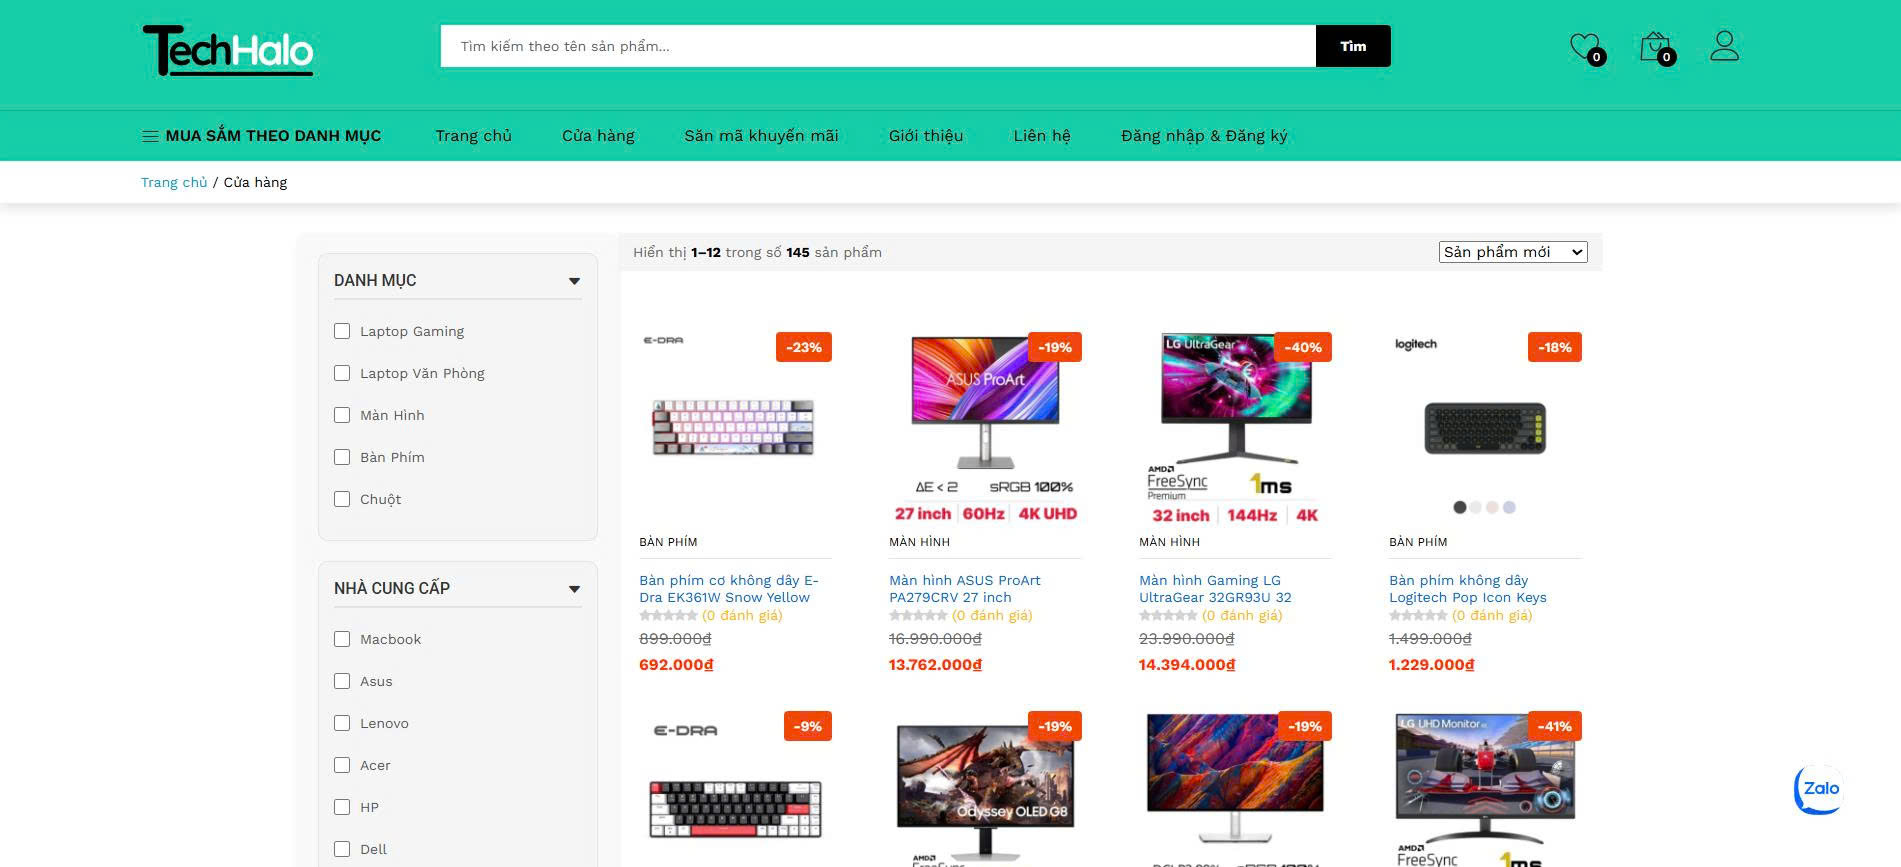 TechHalo
Tìm kiếm theo tên sản phẩm...
Tìm
0
0
MUA SẮM THEO DANH MỤC
Trang chủ
Cửa hàng
Săn mã khuyến mãi
Giới thiệu
Liên hệ
Đăng nhập & Đăng ký
Trang chủ / Cửa hàng
DANH MỤC
Laptop Gaming
Laptop Văn Phòng
Màn Hình
Bàn Phím
Chuột
NHÀ CUNG CẤP
Macbook
Asus
Lenovo
Acer
HP
Dell
Hiển thị 1–12 trong số 145 sản phẩm
Sản phẩm mới
E-DRA
-23%
BÀN PHÍM
Bàn phím cơ không dây E-
Dra EK361W Snow Yellow
(0 đánh giá)
899.000₫
692.000₫
-19%
ASUS ProArt
ΔE < 2 sRGB 100%
27 inch 60Hz 4K UHD
MÀN HÌNH
Màn hình ASUS ProArt
PA279CRV 27 inch
(0 đánh giá)
16.990.000₫
13.762.000₫
LG UltraGear
-40%
AMD
FreeSync
Premium
1ms
32 inch 144Hz 4K
MÀN HÌNH
Màn hình Gaming LG
UltraGear 32GR93U 32
(0 đánh giá)
23.990.000₫
14.394.000₫
logitech
-18%
BÀN PHÍM
Bàn phím không dây
Logitech Pop Icon Keys
(0 đánh giá)
1.499.000₫
1.229.000₫
E-DRA
-9%
-19%
Odyssey OLED G8
AMD
-19%
LG UHD Monitor
-41%
AMD
FreeSync
1ms
Zalo